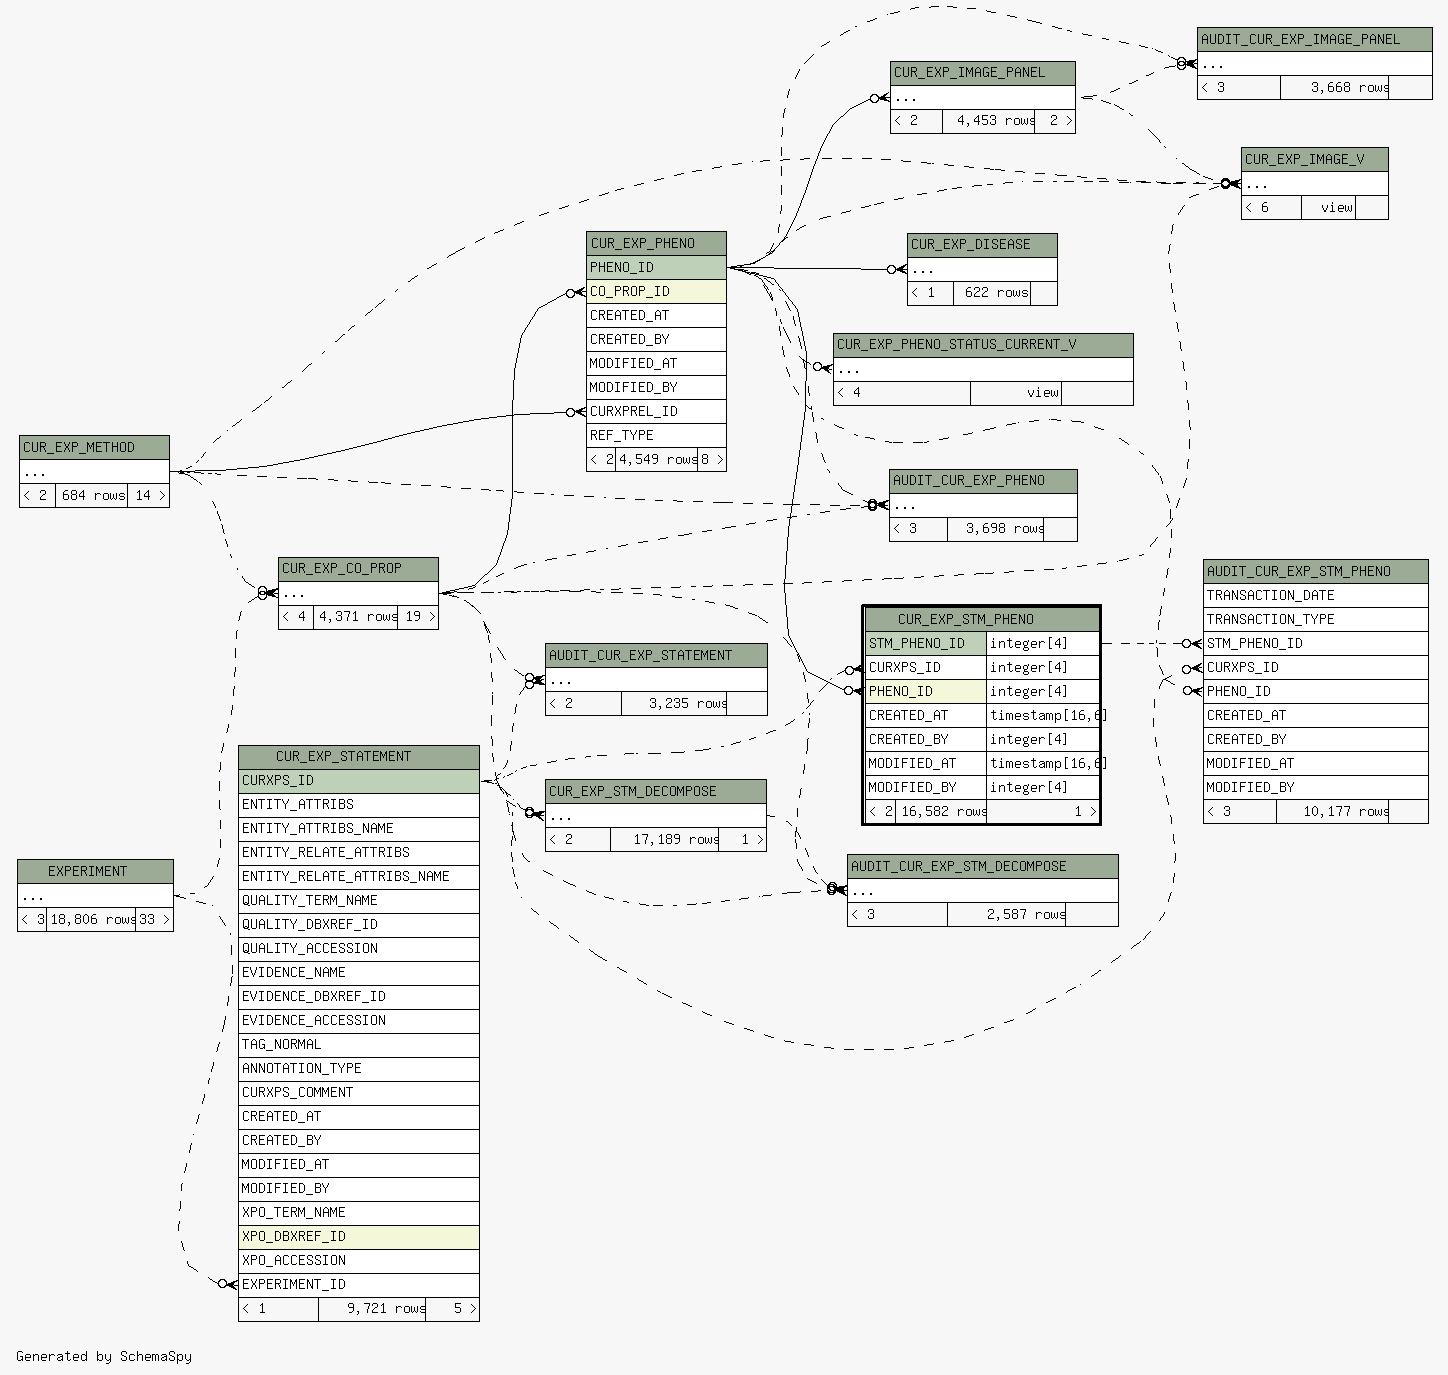 AUDIT_CUR_EXP_IMAGE_PANEL
...
< 3 3,668 rows
CUR_EXP_IMAGE_PANEL
...
< 2 4,453 rows 2 >
CUR_EXP_IMAGE_V
...
< 6 view
CUR_EXP_PHENO
PHENO_ID
CO_PROP_ID
CREATED_AT
CREATED_BY
MODIFIED_AT
MODIFIED_BY
CURXPREL_ID
REF_TYPE
< 2 4,549 rows 8 >
CUR_EXP_DISEASE
...
< 1 622 rows
CUR_EXP_PHENO_STATUS_CURRENT_V
...
< 4 view
CUR_EXP_METHOD
...
< 2 684 rows 14 >
AUDIT_CUR_EXP_PHENO
...
< 3 3,698 rows
CUR_EXP_CO_PROP
...
< 4 4,371 rows 19 >
AUDIT_CUR_EXP_STM_PHENO
TRANSACTION_DATE
TRANSACTION_TYPE
STM_PHENO_ID
CURXPS_ID
PHENO_ID
CREATED_AT
CREATED_BY
MODIFIED_AT
MODIFIED_BY
< 3 10,177 rows
CUR_EXP_STM_PHENO
STM_PHENO_ID integer[4]
CURXPS_ID integer[4]
PHENO_ID integer[4]
CREATED_AT timestamp[16,6]
CREATED_BY integer[4]
MODIFIED_AT timestamp[16,6]
MODIFIED_BY integer[4]
< 2 16,582 rows 1 >
AUDIT_CUR_EXP_STATEMENT
...
< 2 3,235 rows
CUR_EXP_STATEMENT
CURXPS_ID
ENTITY_ATTRIBS
ENTITY_ATTRIBS_NAME
ENTITY_RELATE_ATTRIBS
ENTITY_RELATE_ATTRIBS_NAME
QUALITY_TERM_NAME
QUALITY_DBXREF_ID
QUALITY_ACCESSION
EVIDENCE_NAME
EVIDENCE_DBXREF_ID
EVIDENCE_ACCESSION
TAG_NORMAL
ANNOTATION_TYPE
CURXPS_COMMENT
CREATED_AT
CREATED_BY
MODIFIED_AT
MODIFIED_BY
XPO_TERM_NAME
XPO_DBXREF_ID
XPO_ACCESSION
EXPERIMENT_ID
< 1 9,721 rows 5 >
CUR_EXP_STM_DECOMPOSE
...
< 2 17,189 rows 1 >
EXPERIMENT
...
< 3 18,806 rows 33 >
AUDIT_CUR_EXP_STM_DECOMPOSE
...
< 3 2,587 rows
Generated by SchemaSpy